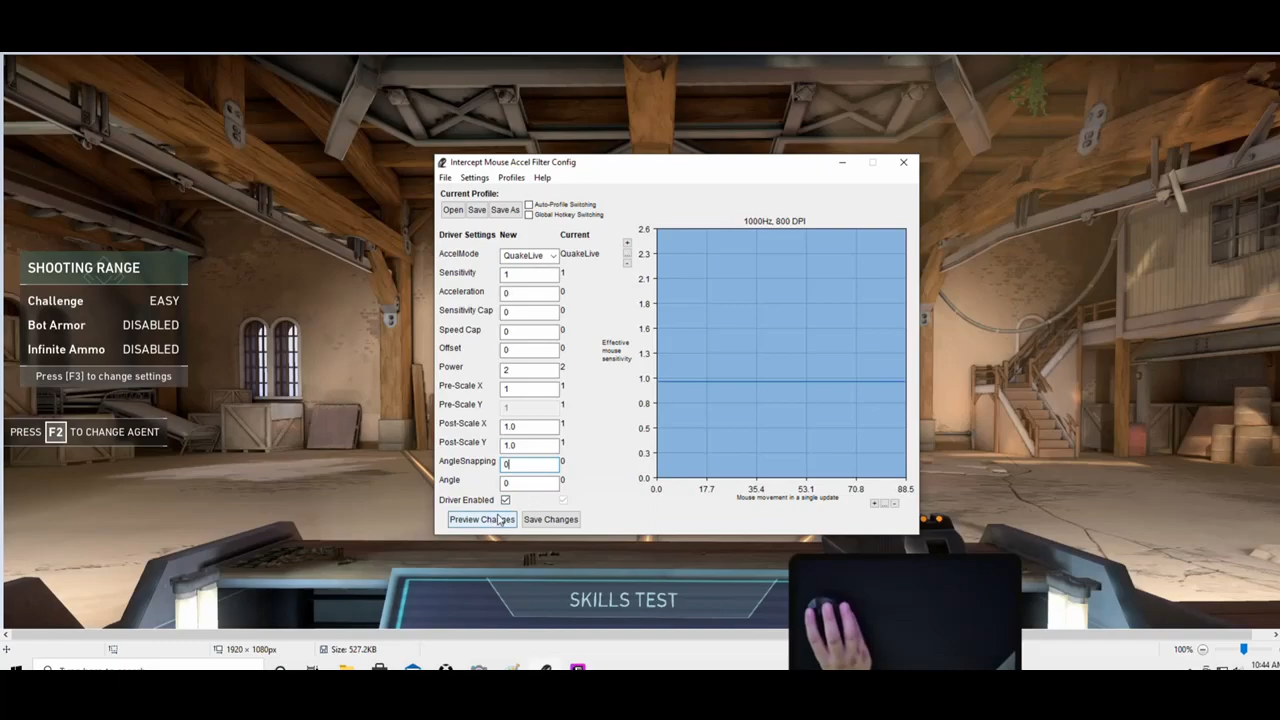 Intercept Mouse Accel Filter Config
File Settings Profiles Help
Current Profile:
Open Save Save As
Auto-Profile Switching
Global Hotkey Switching
Driver Settings New Current
AccelMode QuakeLive QuakeLive
Sensitivity 1 1
Acceleration 0 0
Sensitivity Cap 0 0
Speed Cap 0 0
Offset 0 0
Power 2 2
Pre-Scale X 1 1
Pre-Scale Y 1 1
Post-Scale X 1.0 1
Post-Scale Y 1.0 1
AngleSnapping 0 0
Angle 0 0
Driver Enabled
Preview Changes Save Changes
1000Hz, 800 DPI
2.6
2.3
2.1
1.8
1.6
1.3
1.0
0.8
0.5
0.3
0.0
Effective
mouse
sensitivity
0.0 17.7 35.4 53.1 70.8 88.5
Mouse movement in a single update
SHOOTING RANGE
Challenge EASY
Bot Armor DISABLED
Infinite Ammo DISABLED
Press [F3] to change settings
PRESS F2 TO CHANGE AGENT
SKILLS TEST
1920 × 1080px
Size: 527.2KB
100%
10:44 AM